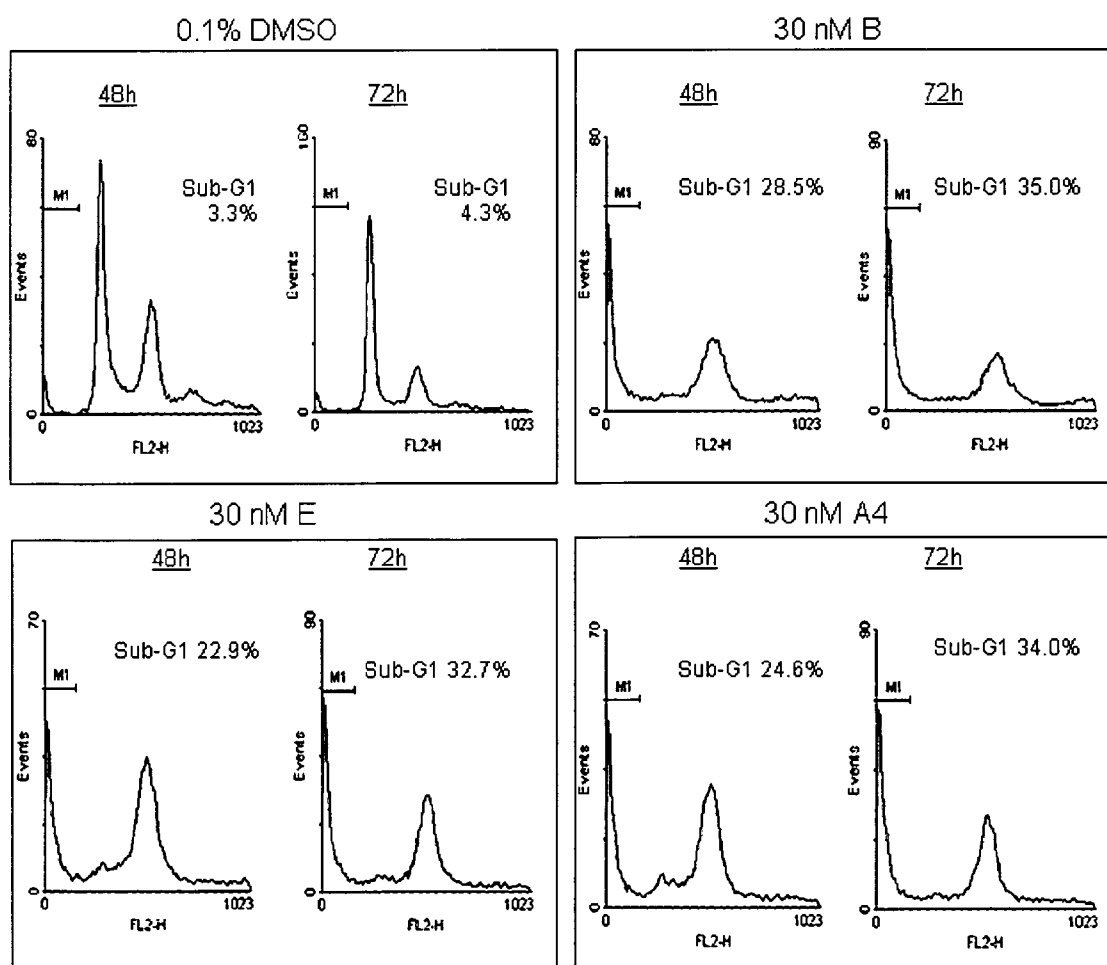 0.1% DMSO
48h
80
M1
Sub-G1
3.3%
Events
0
0
1023
FL2-H
72h
M1
Sub-G1
4.3%
Events
0
0
1023
FL2-H
30 nM B
48h
80
M1
Sub-G1 28.5%
Events
0
0
1023
FL2-H
72h
90
Sub-G1 35.0%
M1
Events
0
0
1023
FL2-H
30 nM E
48h
70
Sub-G1 22.9%
M1
Events
0
0
1023
FL2-H
72h
90
Sub-G1 32.7%
M1
Events
0
0
1023
FL2-H
30 nM A4
48h
70
Sub-G1 24.6%
M1
Events
0
0
1023
FL2-H
72h
90
Sub-G1 34.0%
M1
Events
0
0
1023
FL2-H